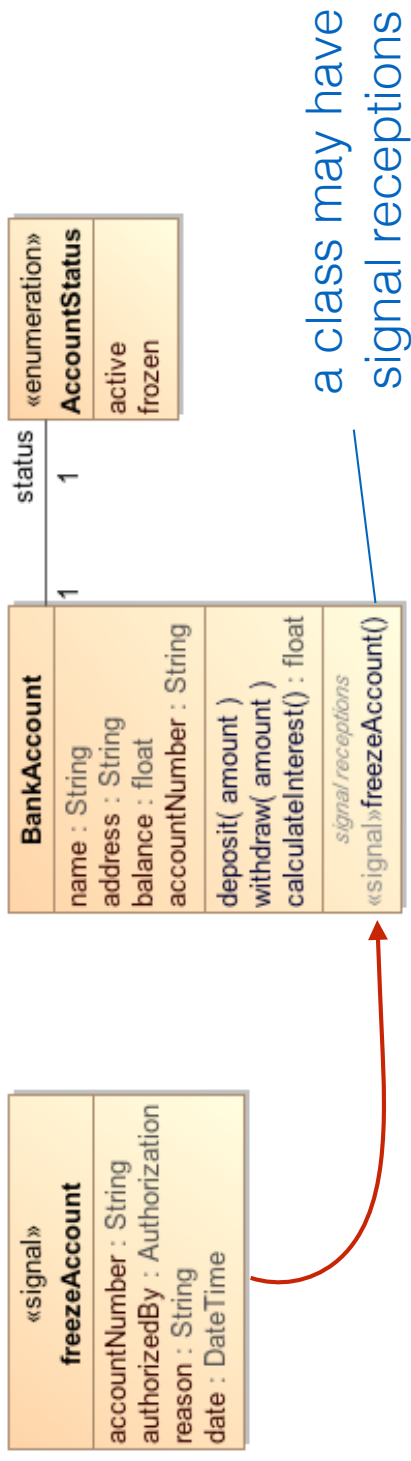 «signal»
freezeAccount
accountNumber : String
authorizedBy : Authorization
reason : String
date : DateTime
BankAccount
name : String
address : String
balance : float
accountNumber : String
deposit( amount )
withdraw( amount )
calculateInterest() : float
signal receptions
«signal»freezeAccount()
status
1
1
«enumeration»
AccountStatus
active
frozen
a class may have
signal receptions